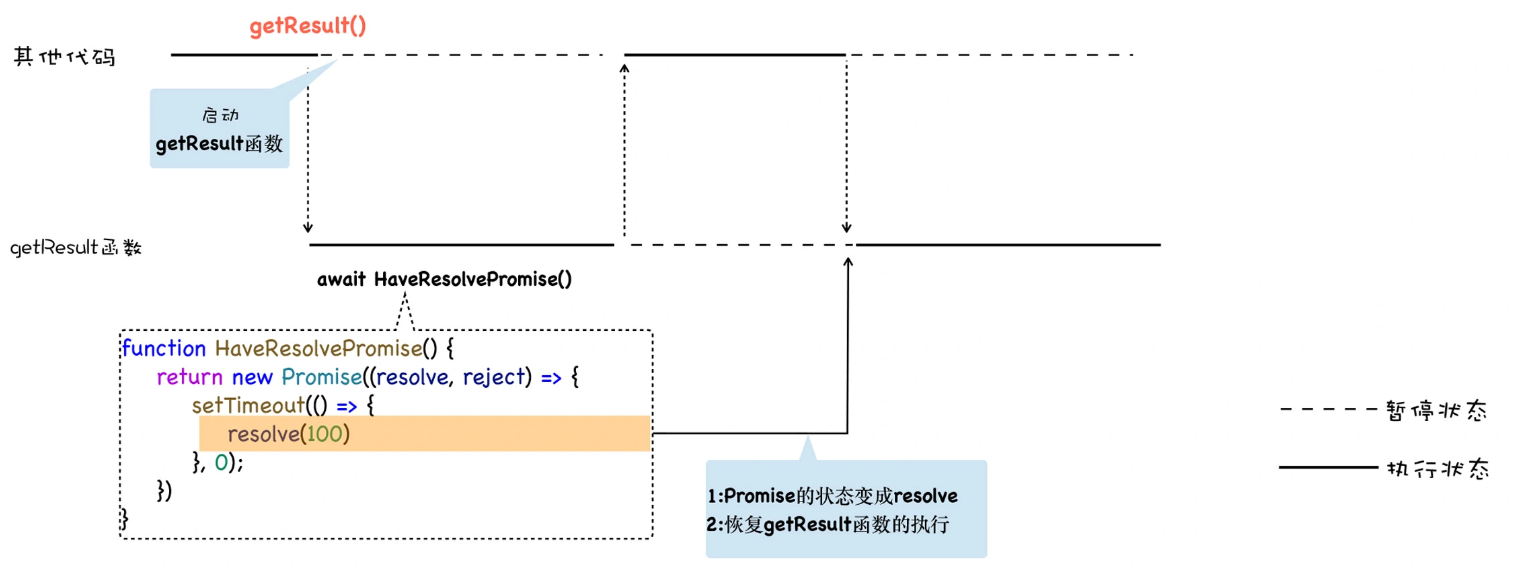 getResult()
其他代码
启动
getResult函数
getResult函数
await HaveResolvePromise()
function HaveResolvePromise() {
return new Promise((resolve, reject) => {
setTimeout(() => {
resolve(100)
}, 0);
})
}
1:Promise的状态变成resolve
2:恢复getResult函数的执行
暂停状态
执行状态